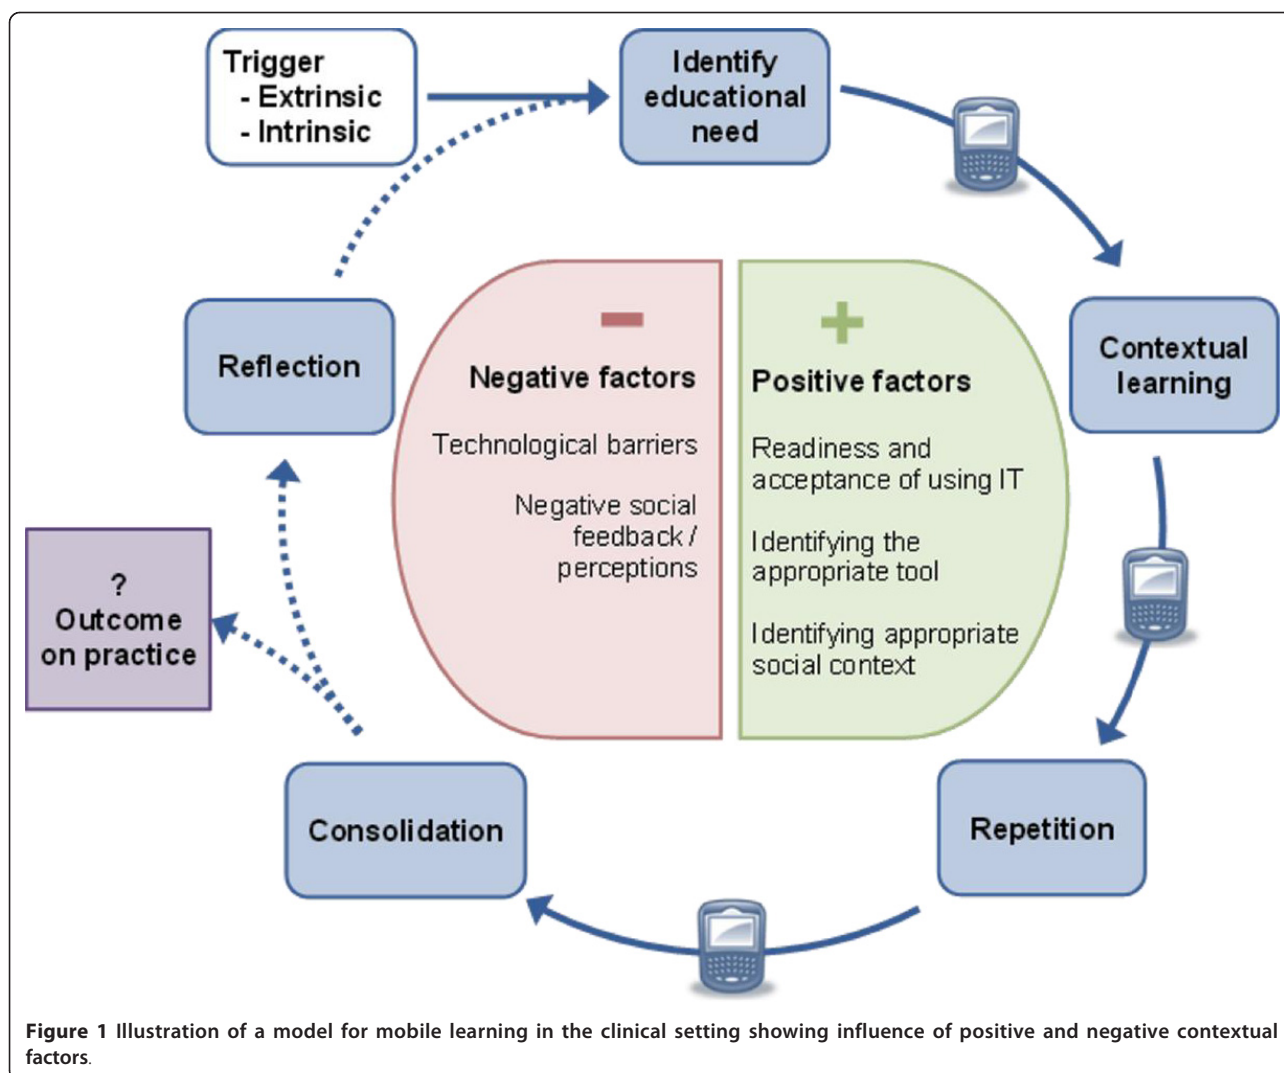 Trigger
- Extrinsic
- Intrinsic
Identify
educational
need
Contextual
learning
Repetition
Consolidation
?
Outcome
on practice
Reflection
Negative factors
Technological barriers
Negative social
feedback /
perceptions
Positive factors
Readiness and
acceptance of using IT
Identifying the
appropriate tool
Identifying appropriate
social context
Figure 1 Illustration of a model for mobile learning in the clinical setting showing influence of positive and negative contextual
factors.